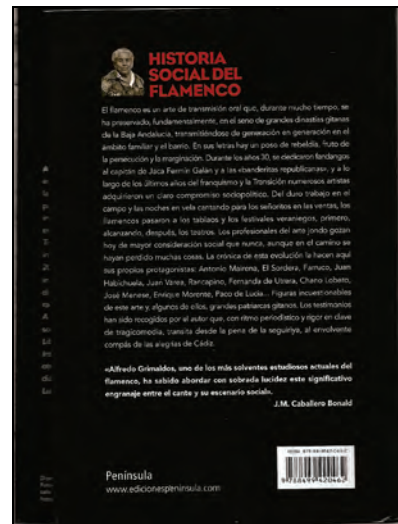 HISTORIA
SOCIAL DEL
FLAMENCO
El flamenco es un arte de transmisión oral que, durante mucho tiempo, se
ha preservado, fundamentalmente, en el seno de grandes dinastías gitanas
de la Baja Andalucía, transmitiéndose de generación en generación en el
ámbito familiar y el barrio. En sus letras hay un poso de rebeldía, fruto de
la persecución y la marginación. Durante los años 30, se dedicaron fandangos
al capitán de Jaca Fermín Galán y a las «banderitas republicanas», y a lo
largo de los últimos años del franquismo y la Transición numerosos artistas
adquirieron un claro compromiso sociopolítico. Del duro trabajo en el
campo y las noches en vela cantando para los señoritos en las ventas, los
flamencos pasaron a los tablaos y los festivales veraniegos, primero,
alcanzando, después, los teatros. Los profesionales del arte jondo gozan
hoy de mayor consideración social que nunca, aunque en el camino se
hayan perdido muchas cosas. La crónica de esta evolución la hacen aquí
sus propios protagonistas: Antonio Mairena, El Sordera, Farruco, Juan
Habichuela, Juan Varea, Rancapino, Fernanda de Utrera, Chano Lobato,
José Menese, Enrique Morente, Paco de Lucía... Figuras incuestionables
de este arte y, algunos de ellos, grandes patriarcas gitanos. Los testimonios
han sido recogidos por el autor que, con ritmo periodístico y rigor en clave
de tragicomedia, transita desde la pena de la seguiriya, al envolvente
compás de las alegrías de Cádiz.
«Alfredo Grimaldos, uno de los más solventes estudiosos actuales del
flamenco, ha sabido abordar con sobrada lucidez este significativo
engranaje entre el cante y su escenario social».
J.M. Caballero Bonald
Península
www.edicionespeninsula.com
9 788499 420462